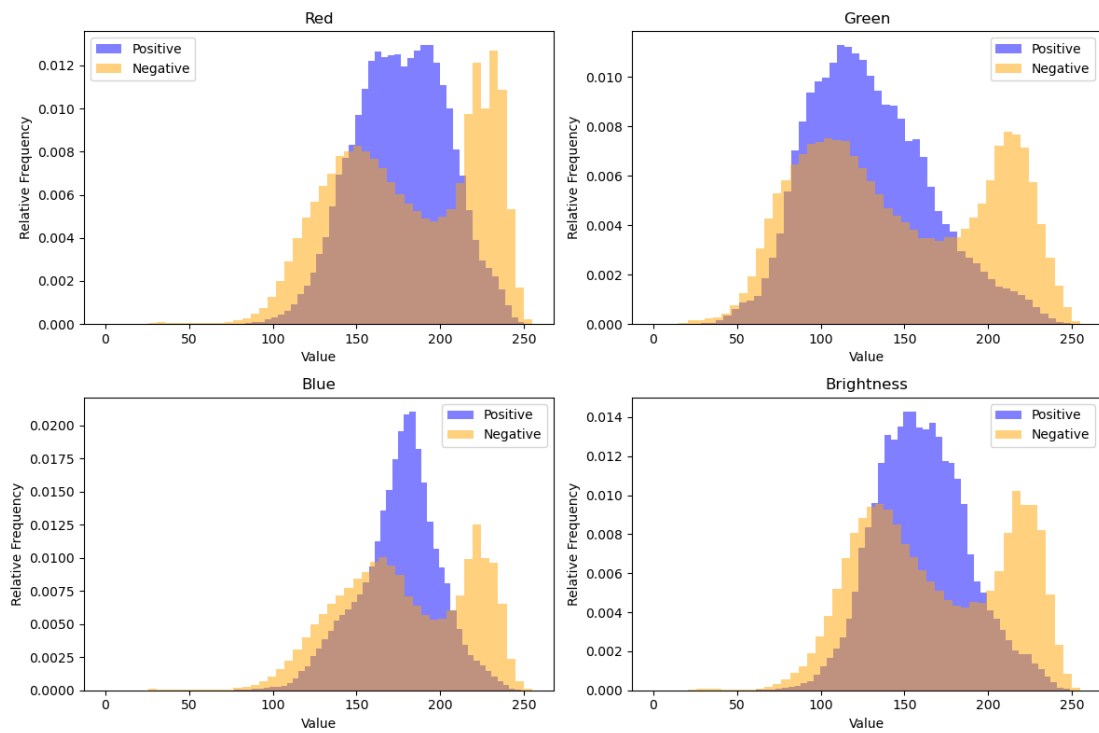 Red
Positive
Negative
Relative Frequency
0.012
0.010
0.008
0.006
0.004
0.002
0.000
0 50 100 150 200 250
Value
Green
Positive
Negative
Relative Frequency
0.010
0.008
0.006
0.004
0.002
0.000
0 50 100 150 200 250
Value
Blue
Positive
Negative
Relative Frequency
0.0200
0.0175
0.0150
0.0125
0.0100
0.0075
0.0050
0.0025
0.0000
0 50 100 150 200 250
Value
Brightness
Positive
Negative
Relative Frequency
0.014
0.012
0.010
0.008
0.006
0.004
0.002
0.000
0 50 100 150 200 250
Value